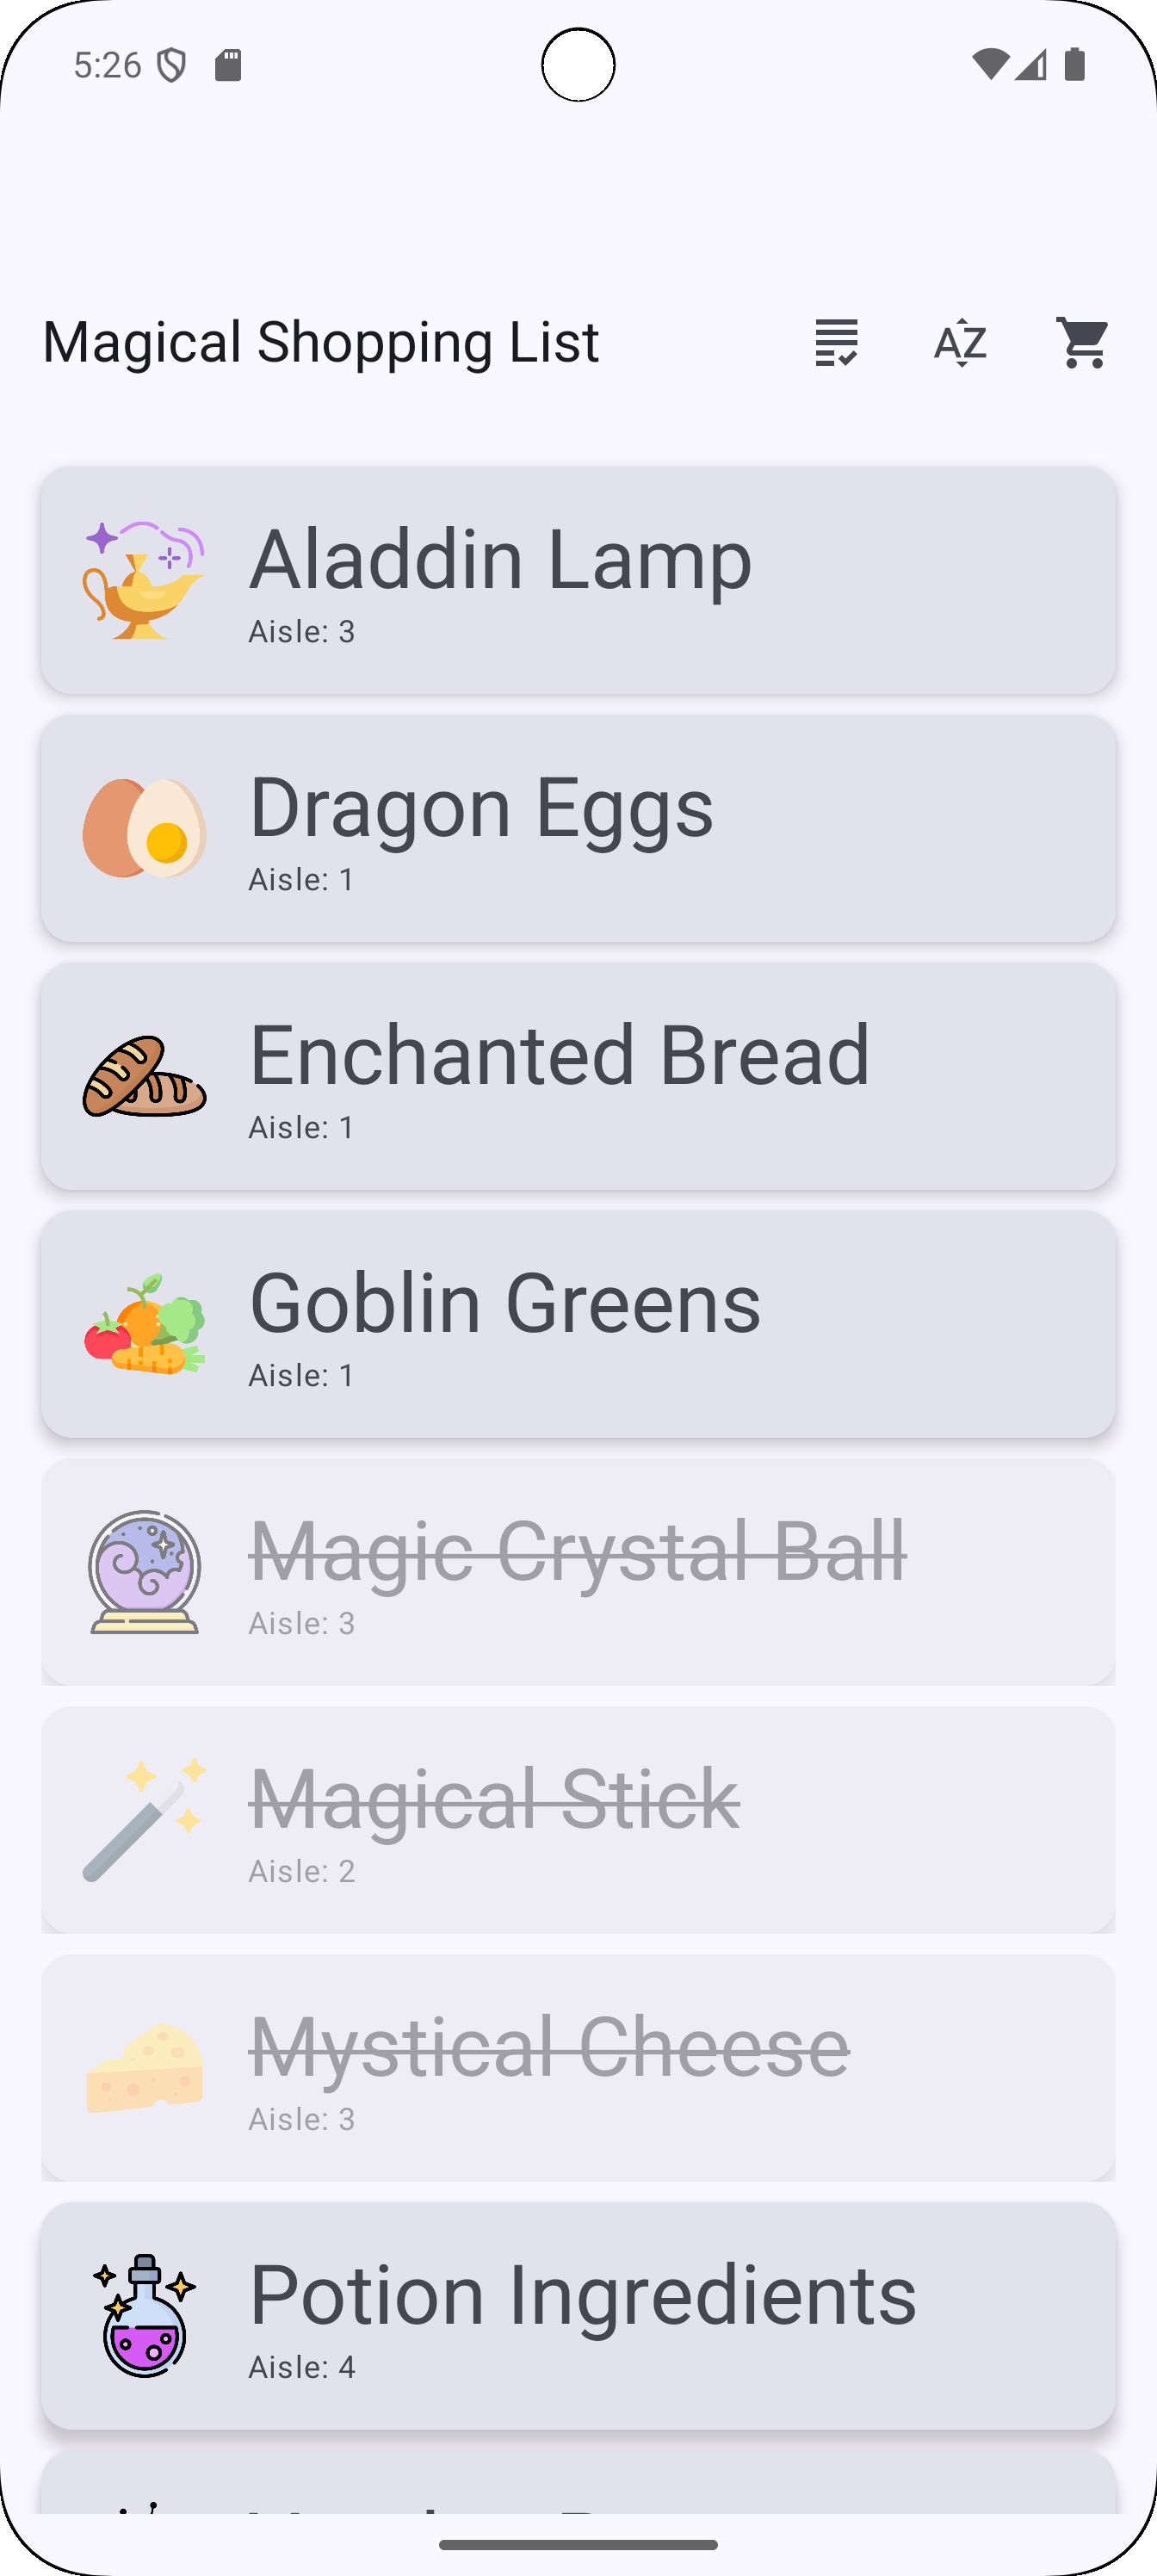 5:26
Magical Shopping List
AZ
Aladdin Lamp
Aisle: 3
Dragon Eggs
Aisle: 1
Enchanted Bread
Aisle: 1
Goblin Greens
Aisle: 1
Magic Crystal Ball
Aisle: 3
Magical Stick
Aisle: 2
Mystical Cheese
Aisle: 3
Potion Ingredients
Aisle: 4